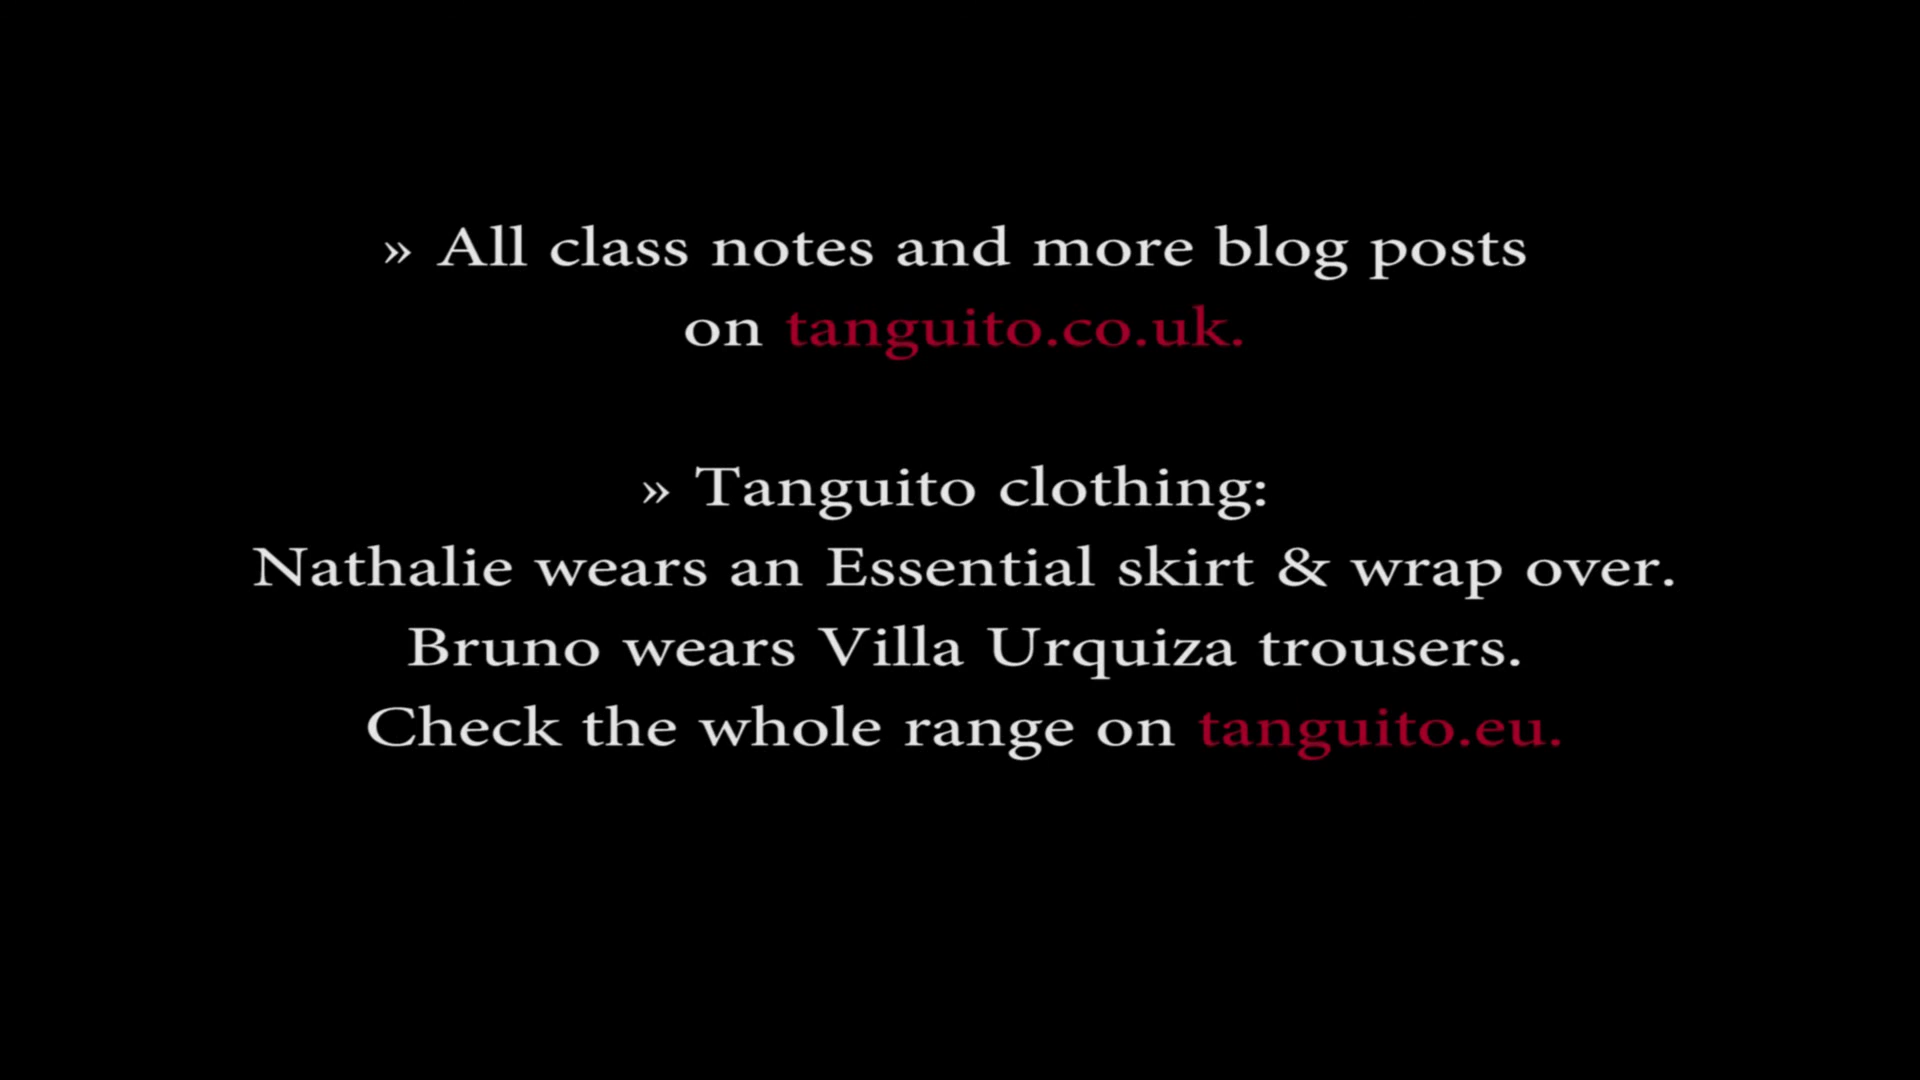 » All class notes and more blog posts
on tanguito.co.uk.
» Tanguito clothing:
Nathalie wears an Essential skirt & wrap over.
Bruno wears Villa Urquiza trousers.
Check the whole range on tanguito.eu.